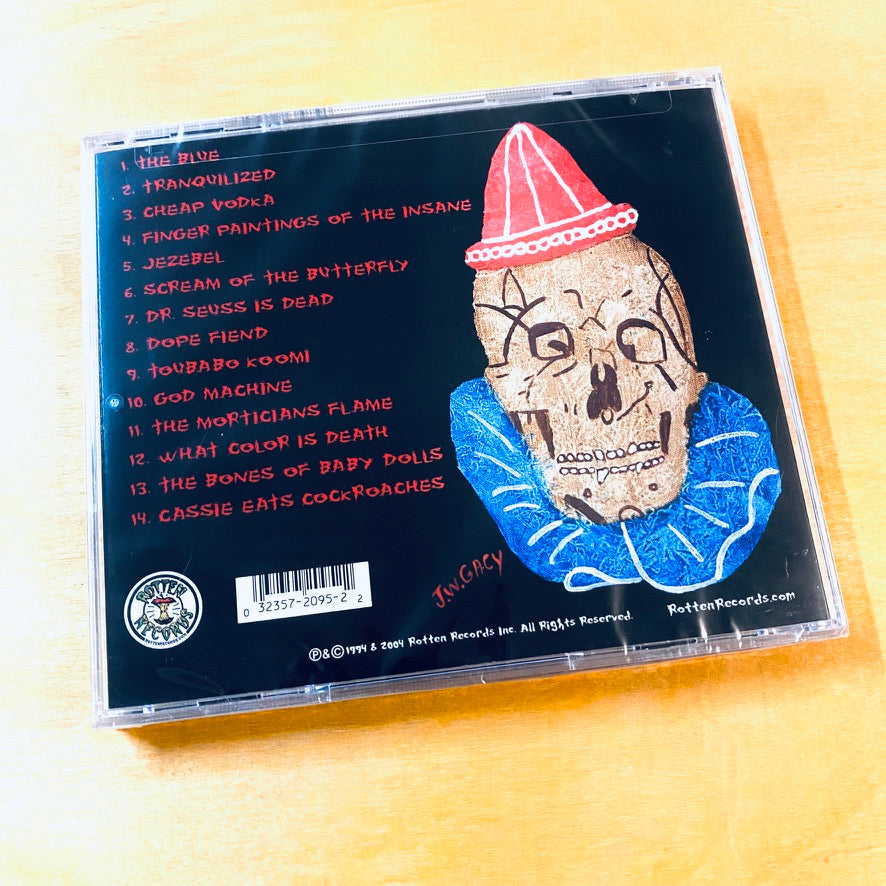 1. THE BLUE
2. TRANQUILIZED
3. CHEAP VODKA
4. FINGER PAINTINGS OF THE INSANE
5. JEZEBEL
6. SCREAM OF THE BUTTERFLY
7. DR. SEUSS IS DEAD
8. DOPE FIEND
9. TOUBABO KOOMI
10. GOD MACHINE
11. THE MORTICIANS FLAME
12. WHAT COLOR IS DEATH
13. THE BONES OF BABY DOLLS
14. CASSIE EATS COCKROACHES
J.W.GACY
ROTTEN
RECORDS
ROTTENRECORDS.COM
0 32357-2095-2 2
℗&©1994 & 2004 Rotten Records Inc. All Rights Reserved.
RottenRecords.com